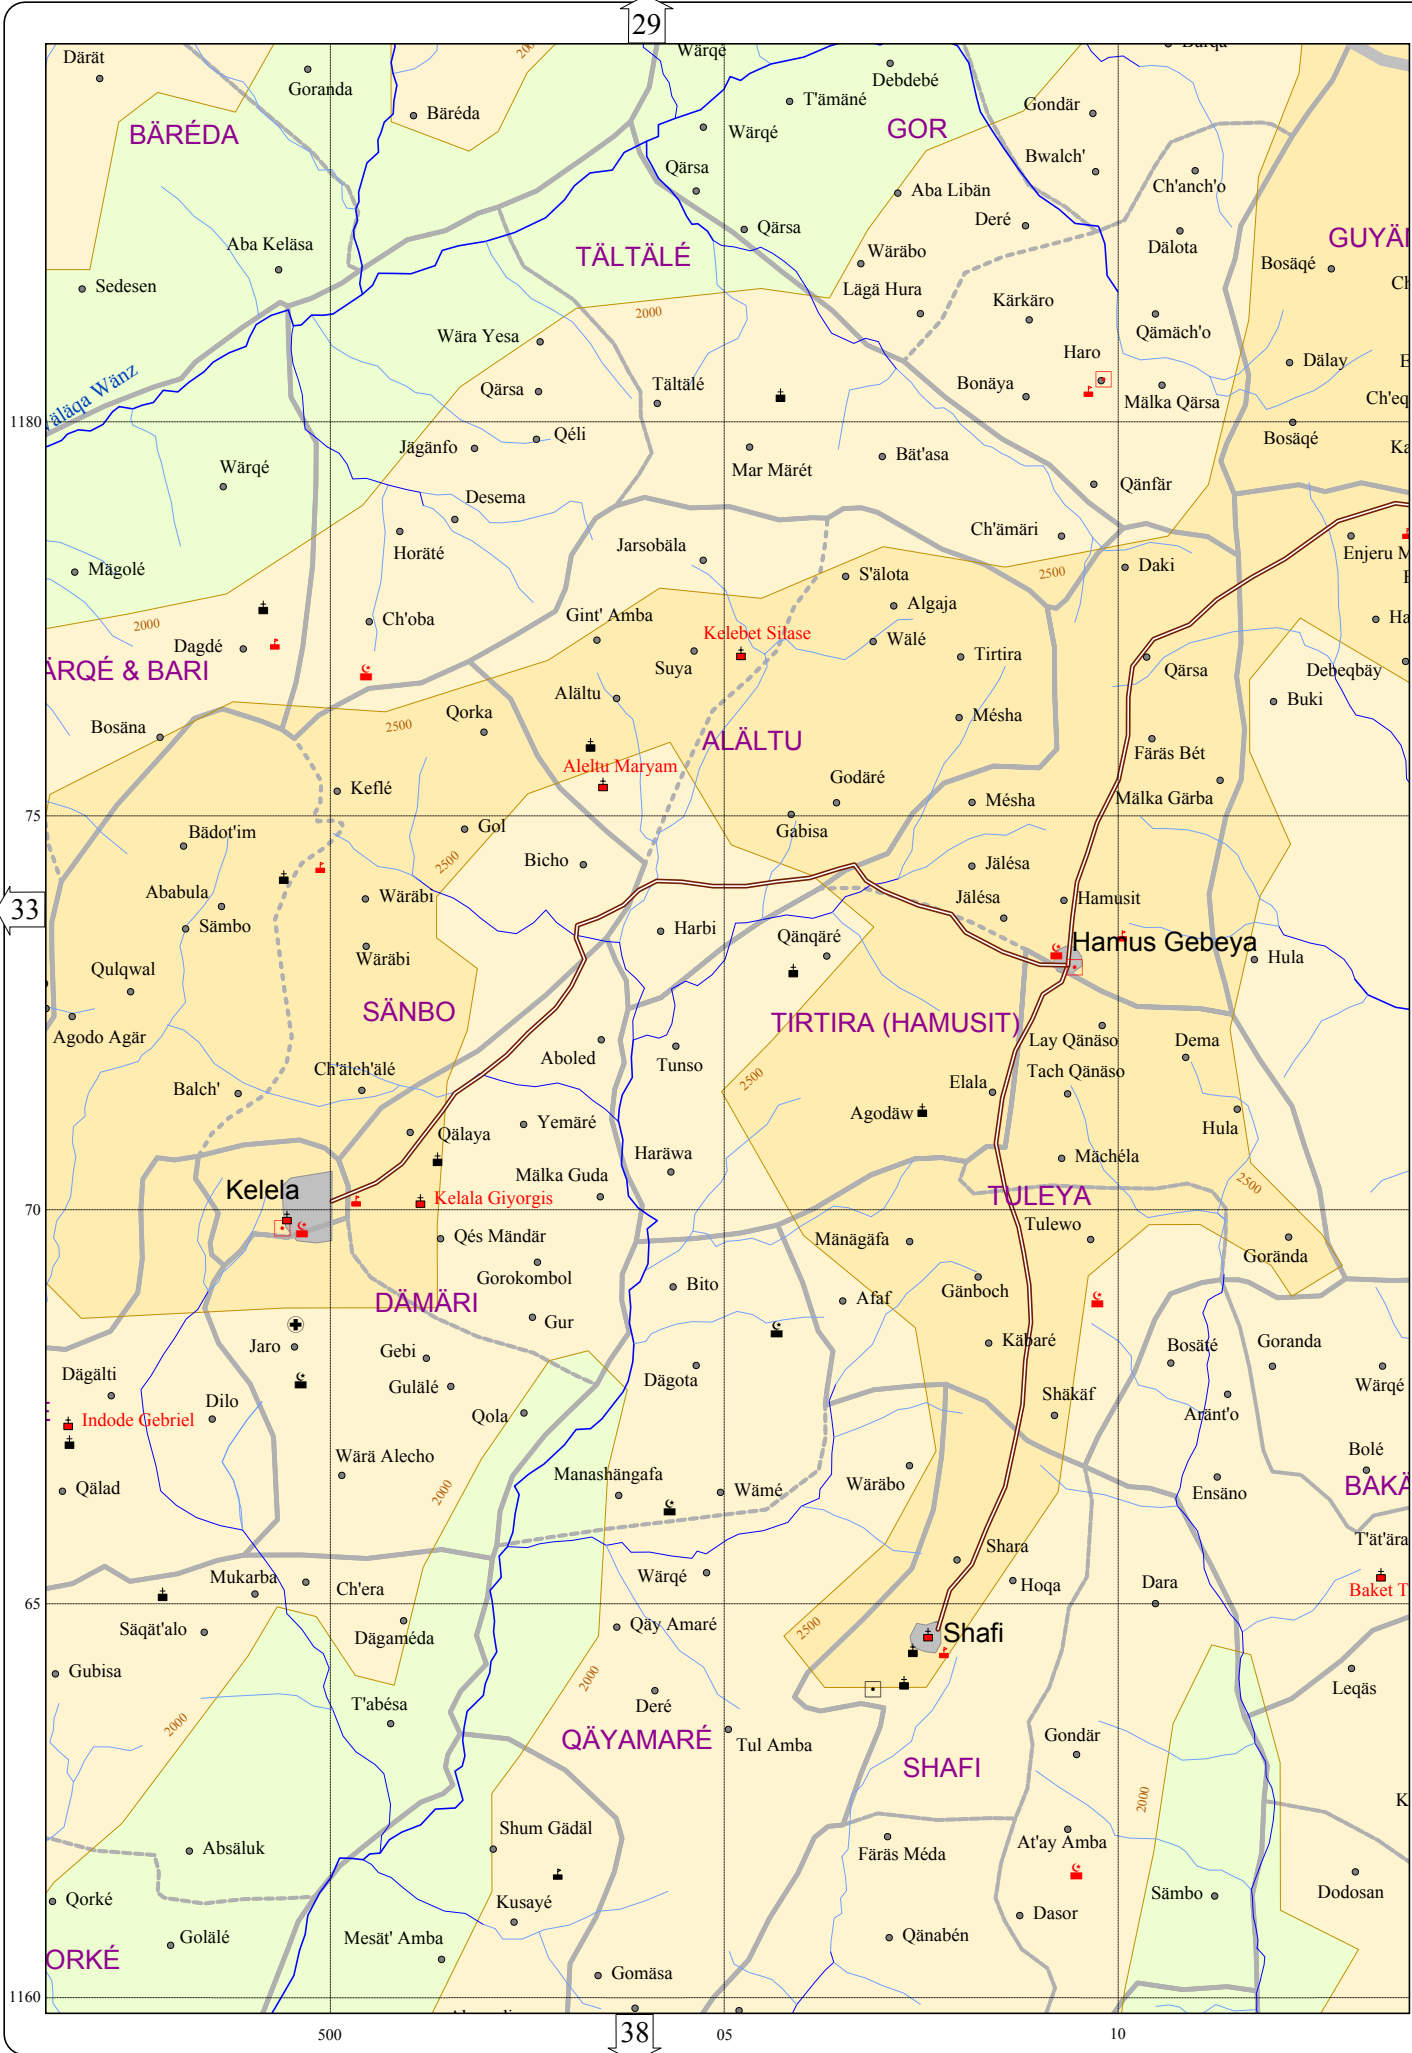 29
Wärqé
Därät
Goranda
Debdebé
Bäréda
T'ämäné
Gondär
BÄRÉDA
Wärqé
GOR
Bwalch'
Qärsa
Ch'anch'o
Aba Libän
Deré
Qärsa
Aba Keläsa
TÄLTÄLÉ
Wäräbo
Dälota
Bosäqé
Sedesen
Lägä Hura
Kärkäro
Qämäch'o
2000
Wära Yesa
Haro
Dälay
Qärsa
Tältälé
Bonäya
Mälka Qärsa
Ch'eq
1180
Qéli
Bosäqé
Jägänfo
Mar Märét
Bät'asa
Wärqé
Qänfär
Desema
Ch'ämäri
Horäté
Jarsobäla
Enjeru M
Mägolé
S'älota
2500
Daki
Algaja
2000
Ch'oba
Gint' Amba
Kelebet Silase
Wälé
Dagdé
Suya
Tirtira
Qärsa
Debeqbäy
ÄRQÉ & BARI
Alältu
Buki
Bosäna
2500
Qorka
Mésha
ALÄLTU
Färäs Bét
Aleltu Maryam
Godäré
Keflé
Mésha
Mälka Gärba
75
Bädot'im
Gol
Gabisa
2500
Bicho
Jälésa
Ababula
Wäräbi
Jälésa
Hamusit
33
Sämbo
Harbi
Qänqäré
Hamus Gebeya
Wäräbi
Hula
Qulqwal
SÄNBO
TIRTIRA (HAMUSIT)
Agodo Agär
Aboled
Tunso
Lay Qänäso
Dema
Ch'älch'älé
2500
Tach Qänäso
Balch'
Elala
Agodäw
Yemäré
Hula
Qälaya
Haräwa
Mächéla
Mälka Guda
2500
Kelela
Kelala Giyorgis
TULEYA
70
Tulewo
Qés Mändär
Mänägäfa
Gorända
Gorokombol
Bito
Gänboch
DÄMÄRI
Afaf
Gur
Jaro
Gebi
Käbaré
Bosäté
Goranda
Dägälti
Gulälé
Dägota
Wärqé
Shäkäf
Dilo
Aränt'o
Indode Gebriel
Qola
Bolé
Wärä Alecho
Manashängafa
Wäräbo
BAKÄ
Qälad
2000
Wämé
Ensäno
T'ät'ära
Shara
Mukarba
Ch'era
Wärqé
Hoqa
Dara
Baket T
65
2500
Säqät'alo
Dägaméda
Qäy Amaré
Shafi
Gubisa
2000
Leqäs
T'abésa
Deré
2000
QÄYAMARÉ
Tul Amba
Gondär
SHAFI
2000
Shum Gädäl
At'ay Amba
Absäluk
Färäs Méda
Qorké
Kusayé
Sämbo
Dodosan
Dasor
Golälé
Mesät' Amba
Qänabén
ORKÉ
Gomäsa
1160
500
38
05
10